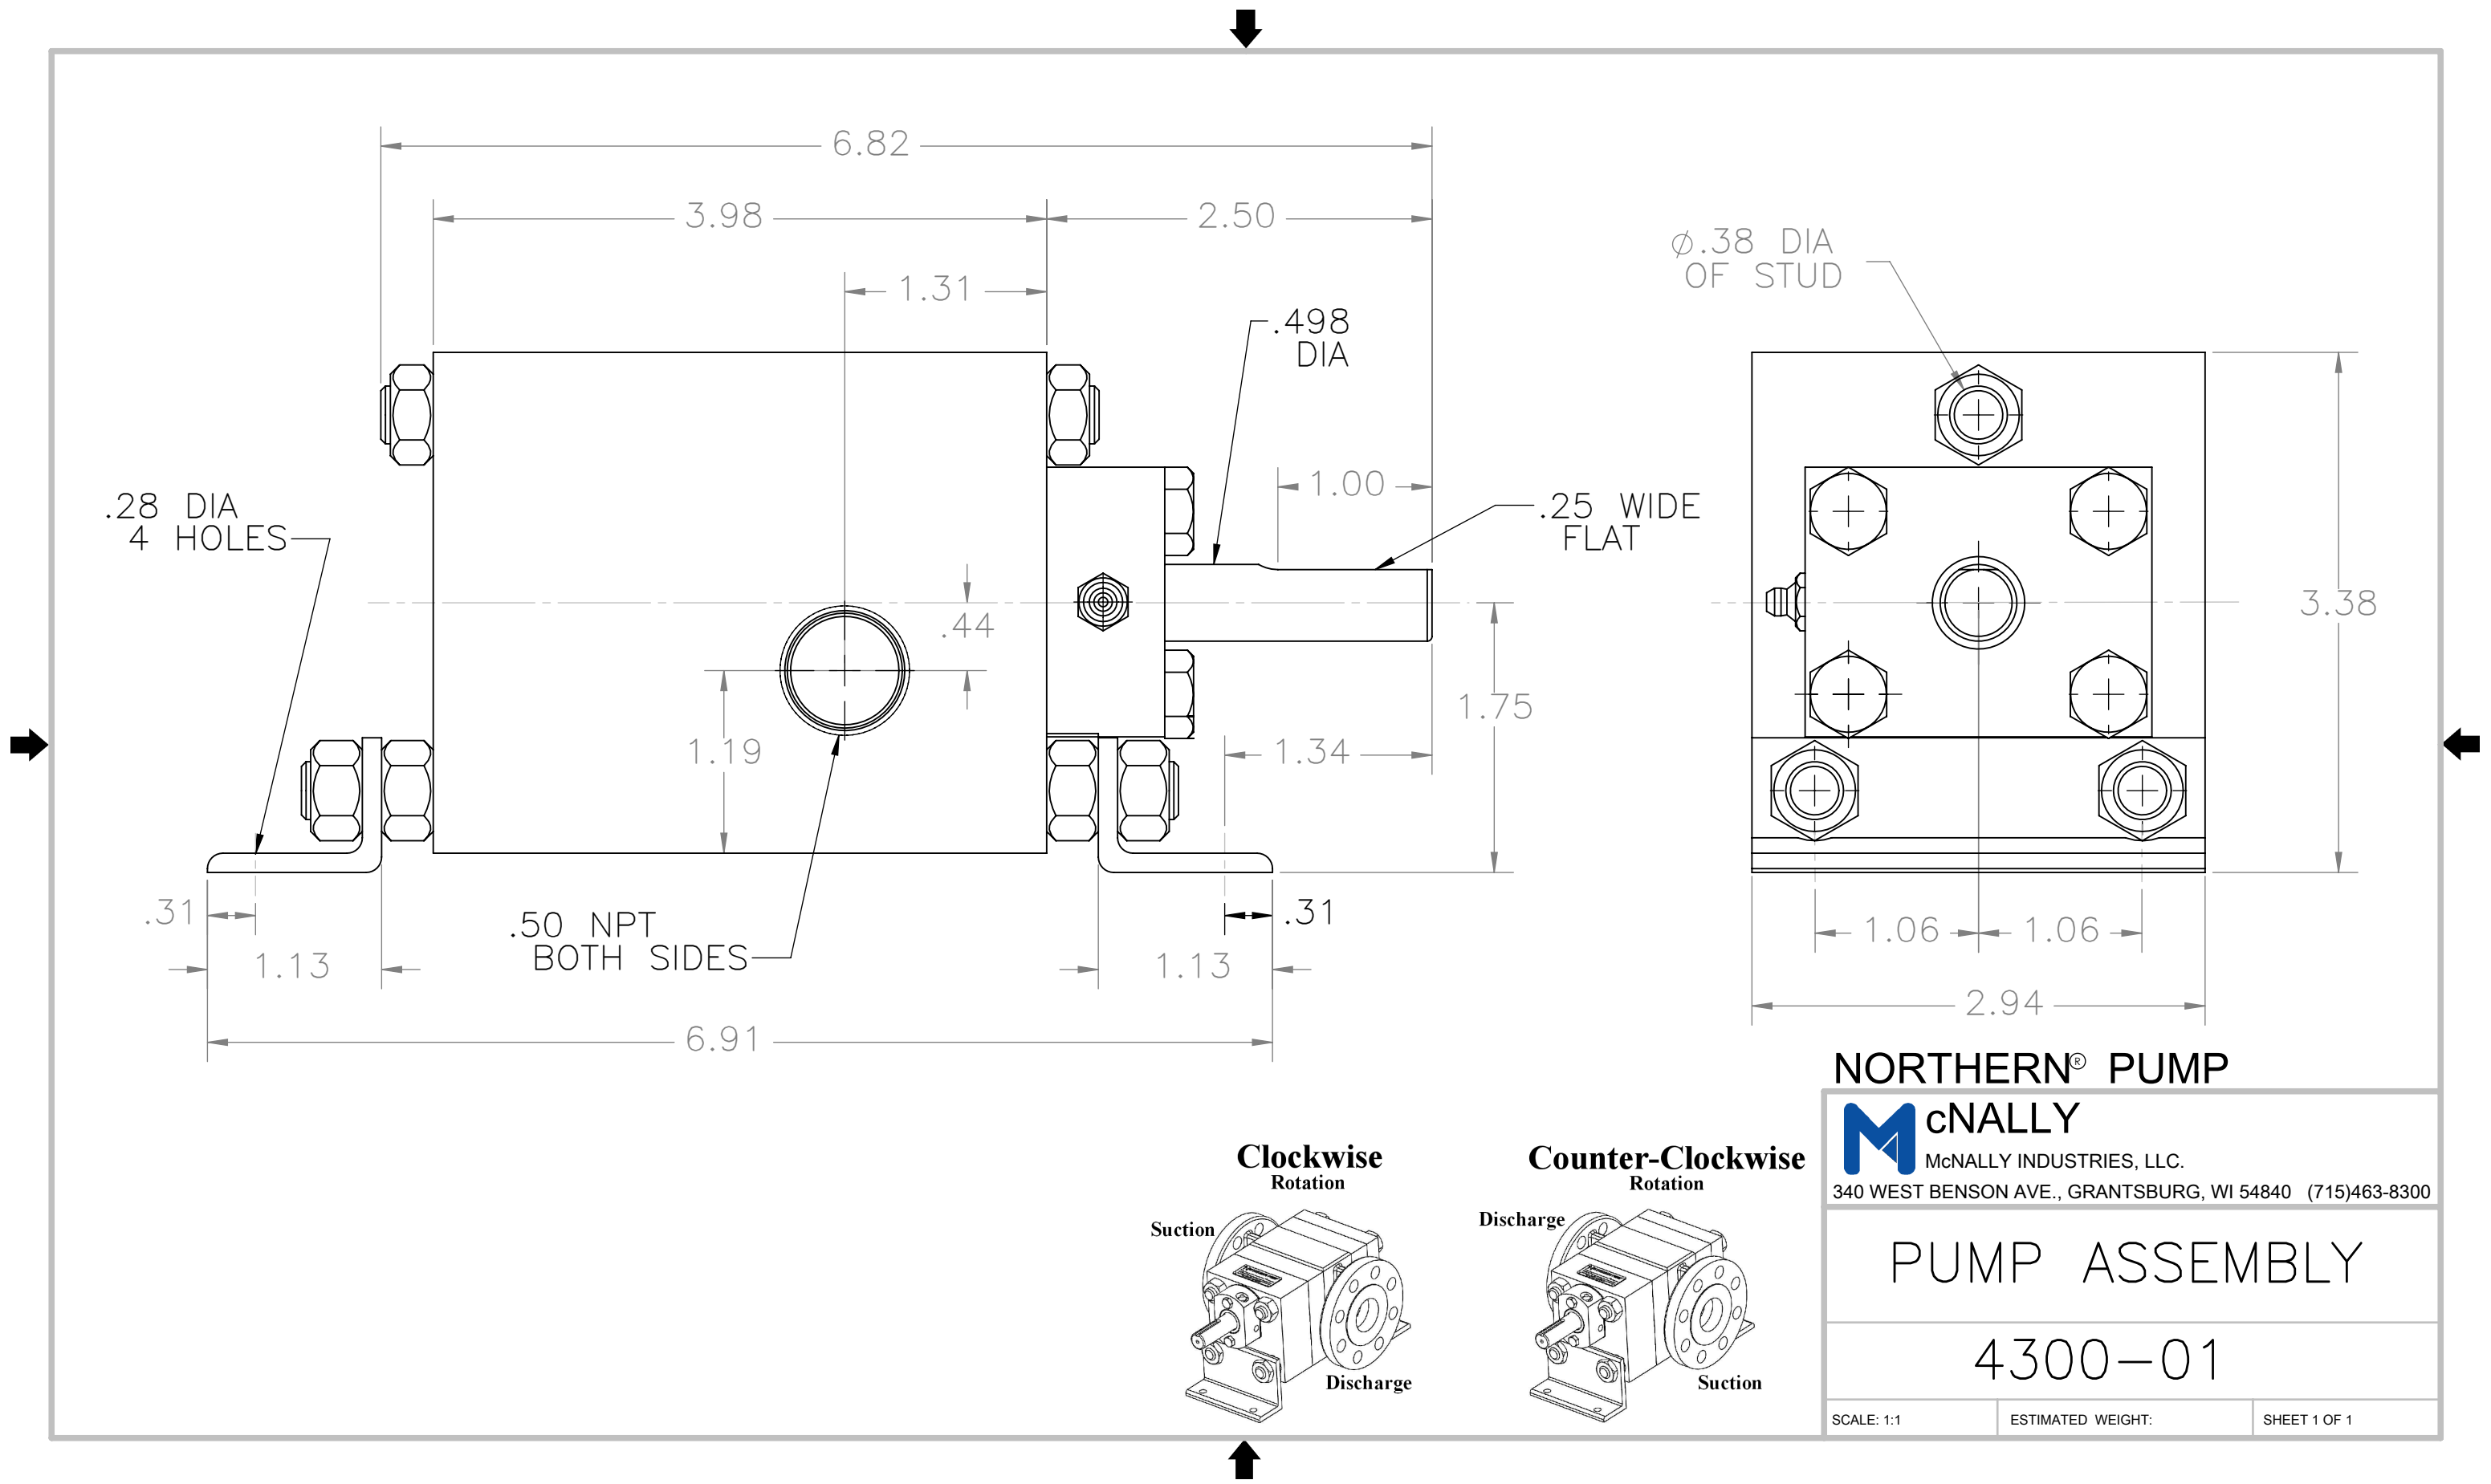 6.82
3.98
2.50
1.31
.498
DIA
Ø.38 DIA
OF STUD
1.00
.28 DIA
4 HOLES
.25 WIDE
FLAT
.44
3.38
1.75
1.19
1.34
.31
.50 NPT
BOTH SIDES
.31
1.13
1.13
1.06
1.06
2.94
6.91
NORTHERN® PUMP
McNALLY
McNALLY INDUSTRIES, LLC.
340 WEST BENSON AVE., GRANTSBURG, WI 54840 (715)463-8300
Clockwise
Rotation
Suction
Discharge
Counter-Clockwise
Rotation
Discharge
Suction
PUMP ASSEMBLY
4300-01
SCALE: 1:1
ESTIMATED WEIGHT:
SHEET 1 OF 1